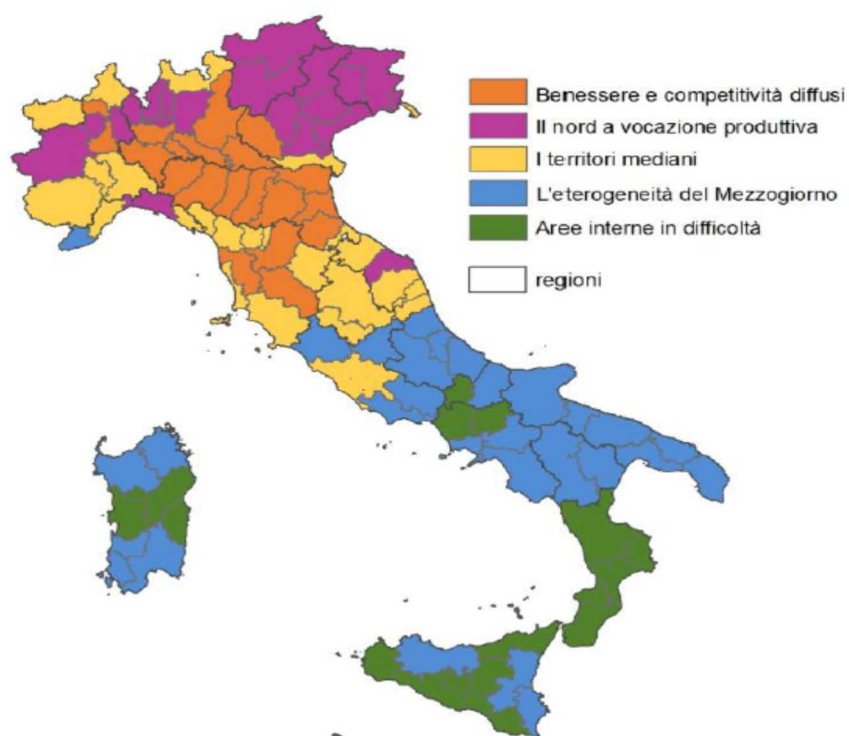 Benessere e competitività diffusi
Il nord a vocazione produttiva
I territori mediani
L'eterogeneità del Mezzogiorno
Aree interne in difficoltà
regioni